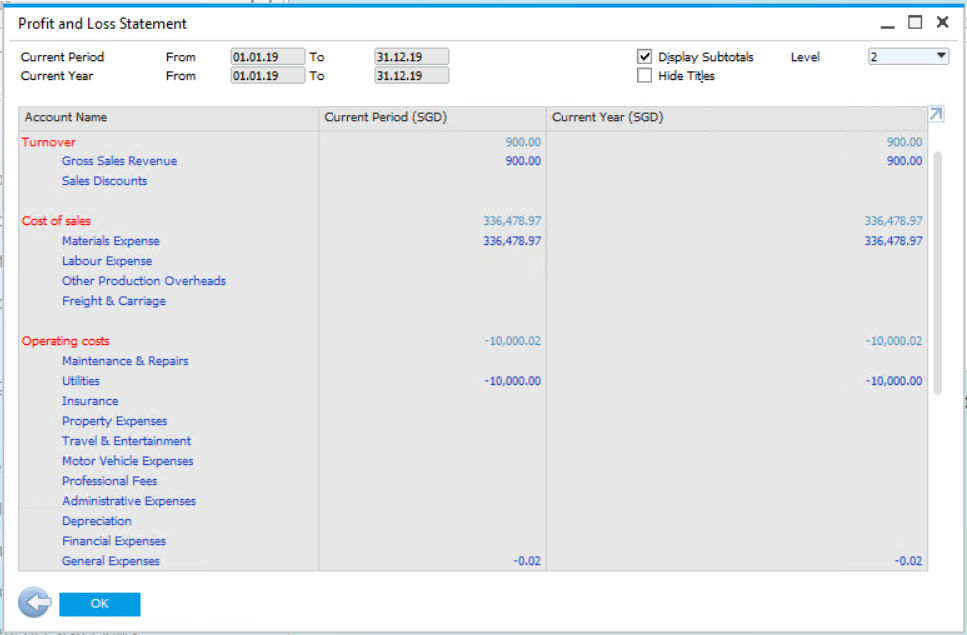 Profit and Loss Statement
Current Period From 01.01.19 To 31.12.19 Display Subtotals Level 2
Current Year From 01.01.19 To 31.12.19 Hide Titles
Account Name Current Period (SGD) Current Year (SGD)
Turnover 900.00 900.00
Gross Sales Revenue 900.00 900.00
Sales Discounts
Cost of sales 336,478.97 336,478.97
Materials Expense 336,478.97 336,478.97
Labour Expense
Other Production Overheads
Freight & Carriage
Operating costs -10,000.02 -10,000.02
Maintenance & Repairs
Utilities -10,000.00 -10,000.00
Insurance
Property Expenses
Travel & Entertainment
Motor Vehicle Expenses
Professional Fees
Administrative Expenses
Depreciation
Financial Expenses
General Expenses -0.02 -0.02
OK